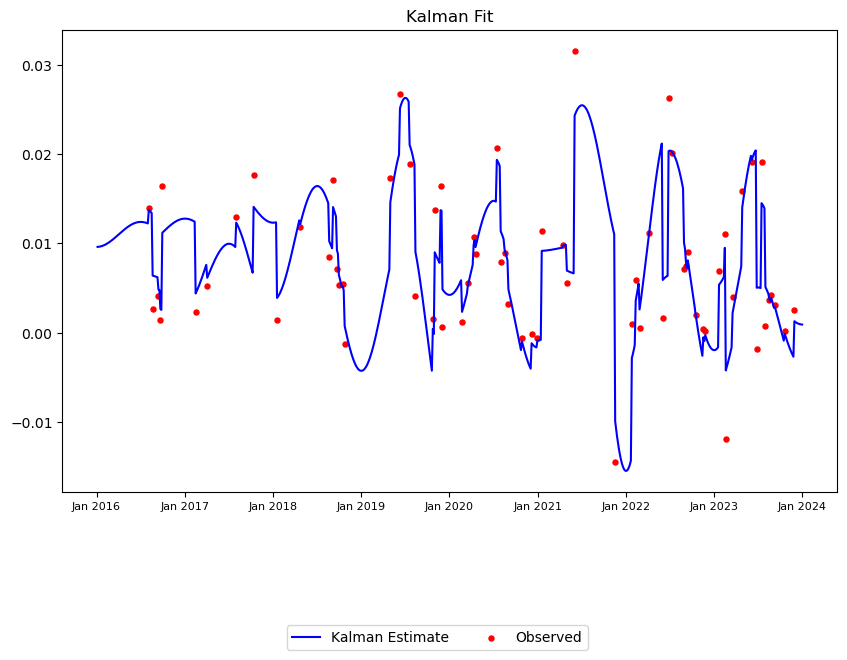 Kalman Fit
0.03
0.02
0.01
0.00
−0.01
Jan 2016 Jan 2017 Jan 2018 Jan 2019 Jan 2020 Jan 2021 Jan 2022 Jan 2023 Jan 2024
Kalman Estimate Observed